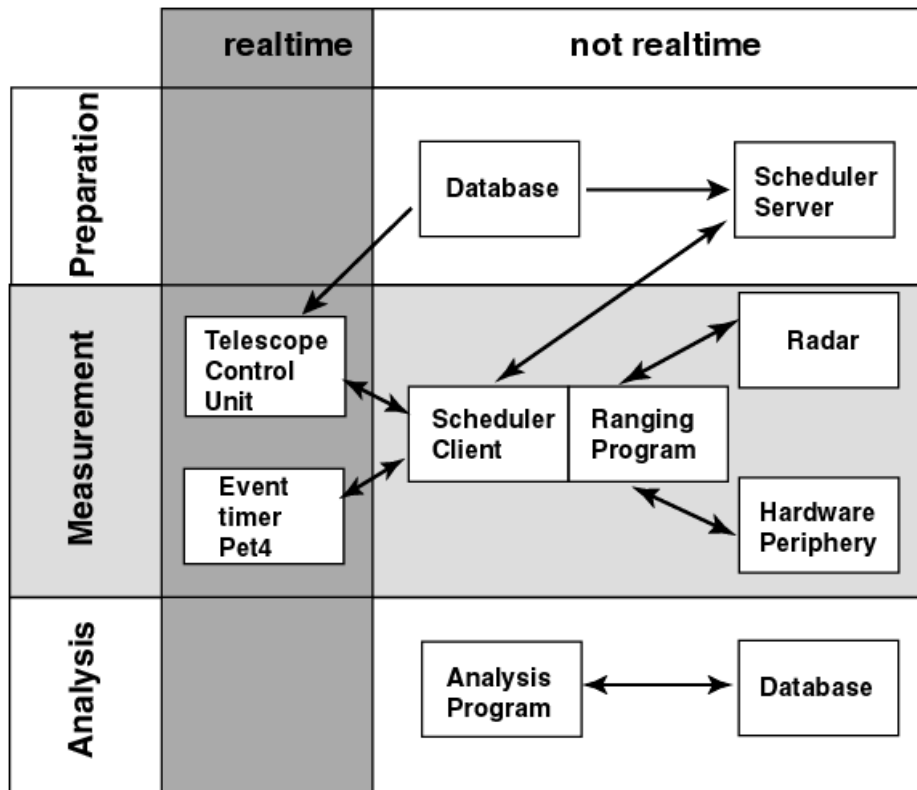 realtime
not realtime
Preparation
Database
Scheduler
Server
Measurement
Telescope
Control
Unit
Radar
Scheduler
Client
Ranging
Program
Event
timer
Pet4
Hardware
Periphery
Analysis
Analysis
Program
Database